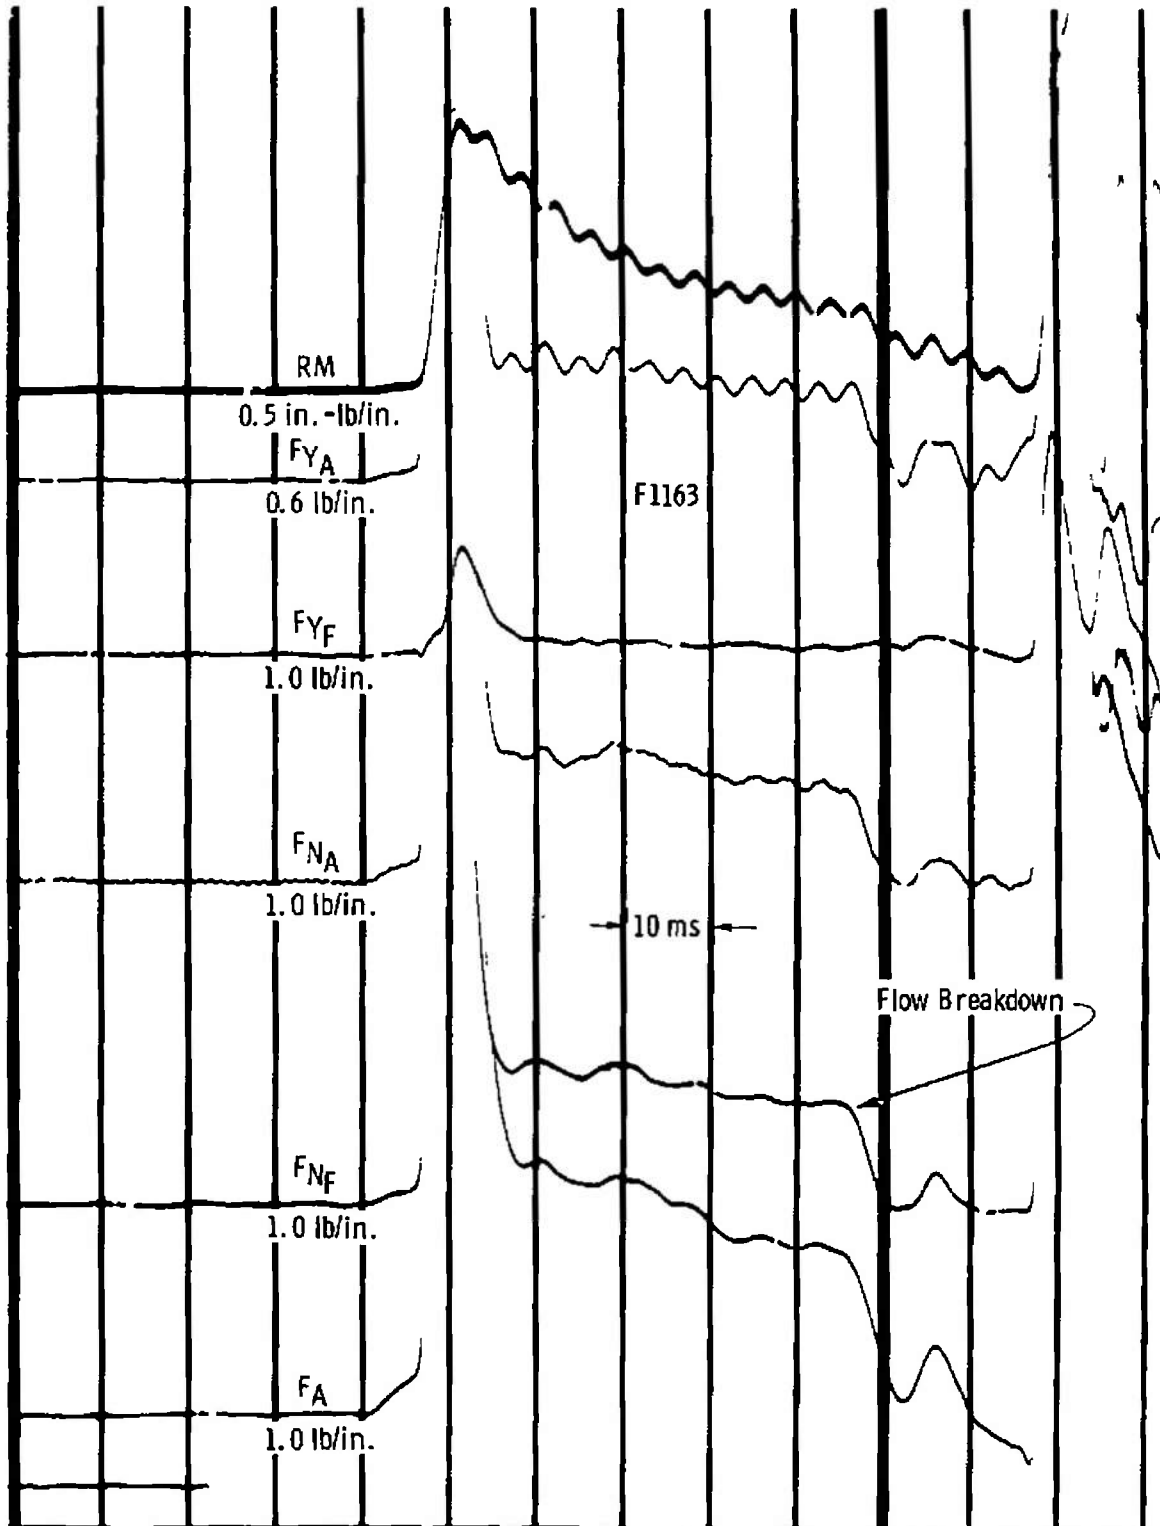 RM
0.5 in.-lb/in.
FYA
0.6 lb/in.
F1163
FYF
1.0 lb/in.
FNA
1.0 lb/in.
10 ms
Flow Breakdown
FNF
1.0 lb/in.
FA
1.0 lb/in.